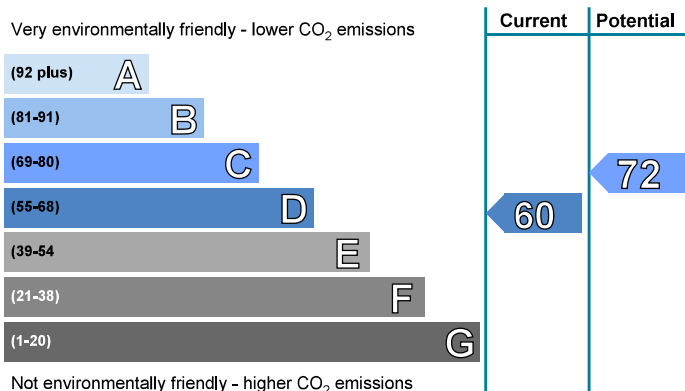 Very environmentally friendly - lower CO₂ emissions
Current
Potential
(92 plus) A
(81-91) B
(69-80) C
72
(55-68) D
60
(39-54 E
(21-38) F
(1-20) G
Not environmentally friendly - higher CO₂ emissions